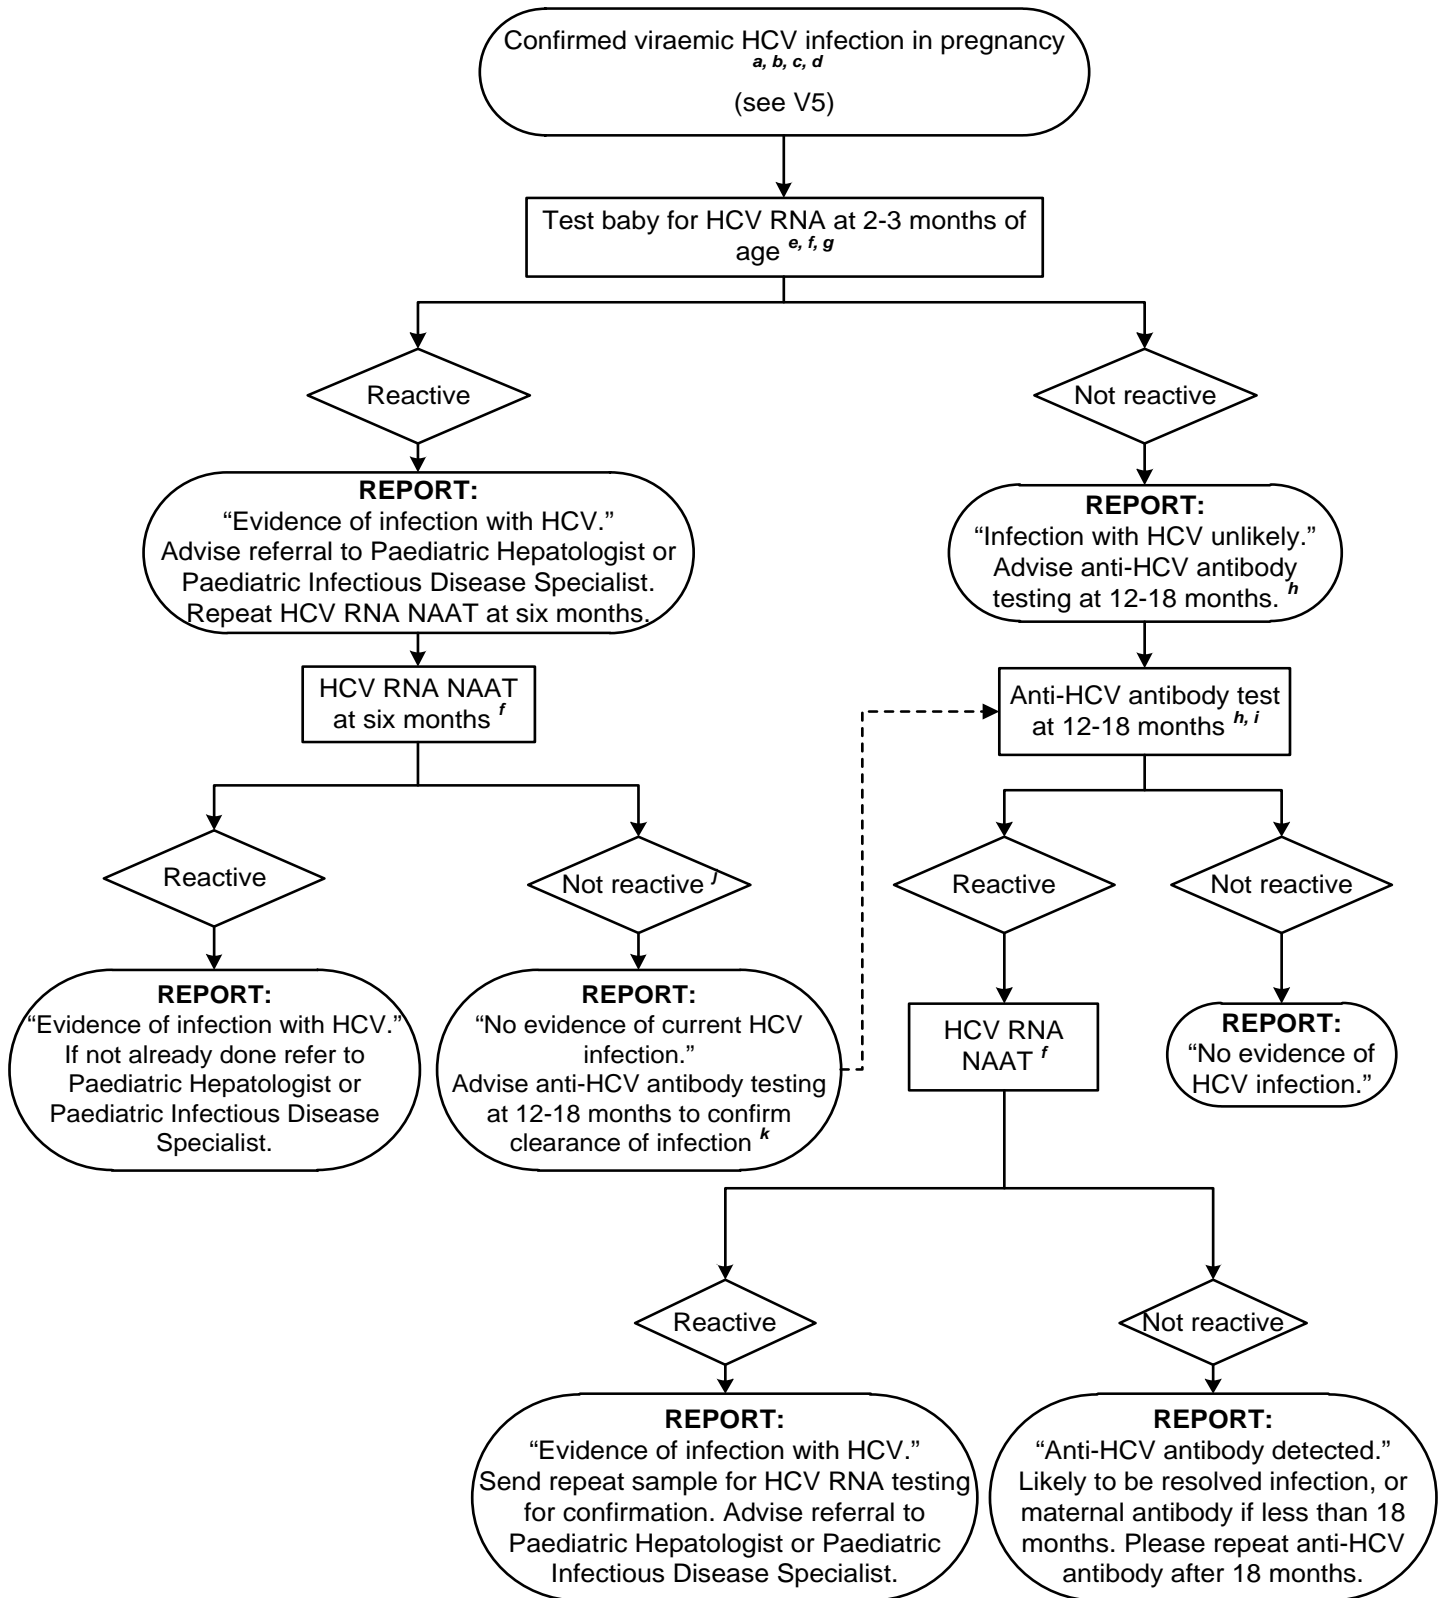 Confirmed viraemic HCV infection in pregnancy
a, b, c, d
(see V5)
Test baby for HCV RNA at 2-3 months of
age e, f, g
Reactive
Not reactive
REPORT:
“Evidence of infection with HCV.”
Advise referral to Paediatric Hepatologist or
Paediatric Infectious Disease Specialist.
Repeat HCV RNA NAAT at six months.
REPORT:
“Infection with HCV unlikely.”
Advise anti-HCV antibody
testing at 12-18 months. h
HCV RNA NAAT
at six months f
Anti-HCV antibody test
at 12-18 months h, i
Reactive
Not reactive j
Reactive
Not reactive
REPORT:
“Evidence of infection with HCV.”
If not already done refer to
Paediatric Hepatologist or
Paediatric Infectious Disease
Specialist.
REPORT:
“No evidence of current HCV
infection.”
Advise anti-HCV antibody testing
at 12-18 months to confirm
clearance of infection k
HCV RNA
NAAT f
REPORT:
“No evidence of
HCV infection.”
Reactive
Not reactive
REPORT:
“Evidence of infection with HCV.”
Send repeat sample for HCV RNA testing
for confirmation. Advise referral to
Paediatric Hepatologist or Paediatric
Infectious Disease Specialist.
REPORT:
“Anti-HCV antibody detected.”
Likely to be resolved infection, or
maternal antibody if less than 18
months. Please repeat anti-HCV
antibody after 18 months.